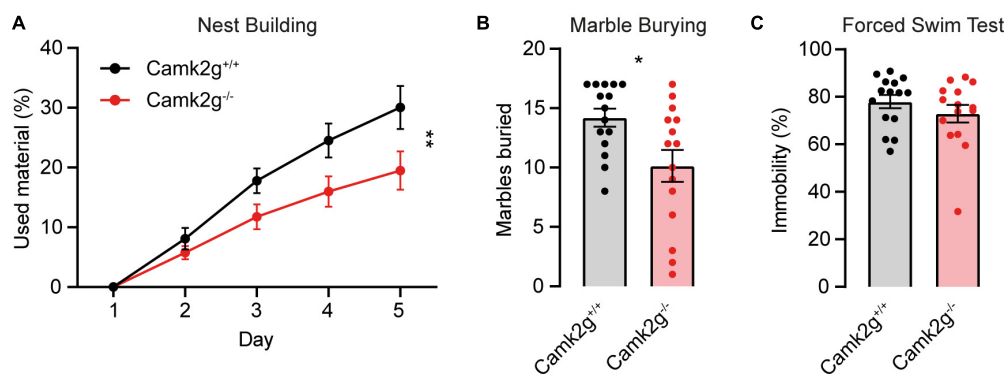 A Nest Building
Used material (%)
40
30
20
10
0
Camk2g+/+
Camk2g-/-
**
1 2 3 4 5
Day
B Marble Burying
Marbles buried
20
15
10
5
0
*
Camk2g+/+
Camk2g-/-
C Forced Swim Test
Immobility (%)
100
80
60
40
20
0
Camk2g+/+
Camk2g-/-